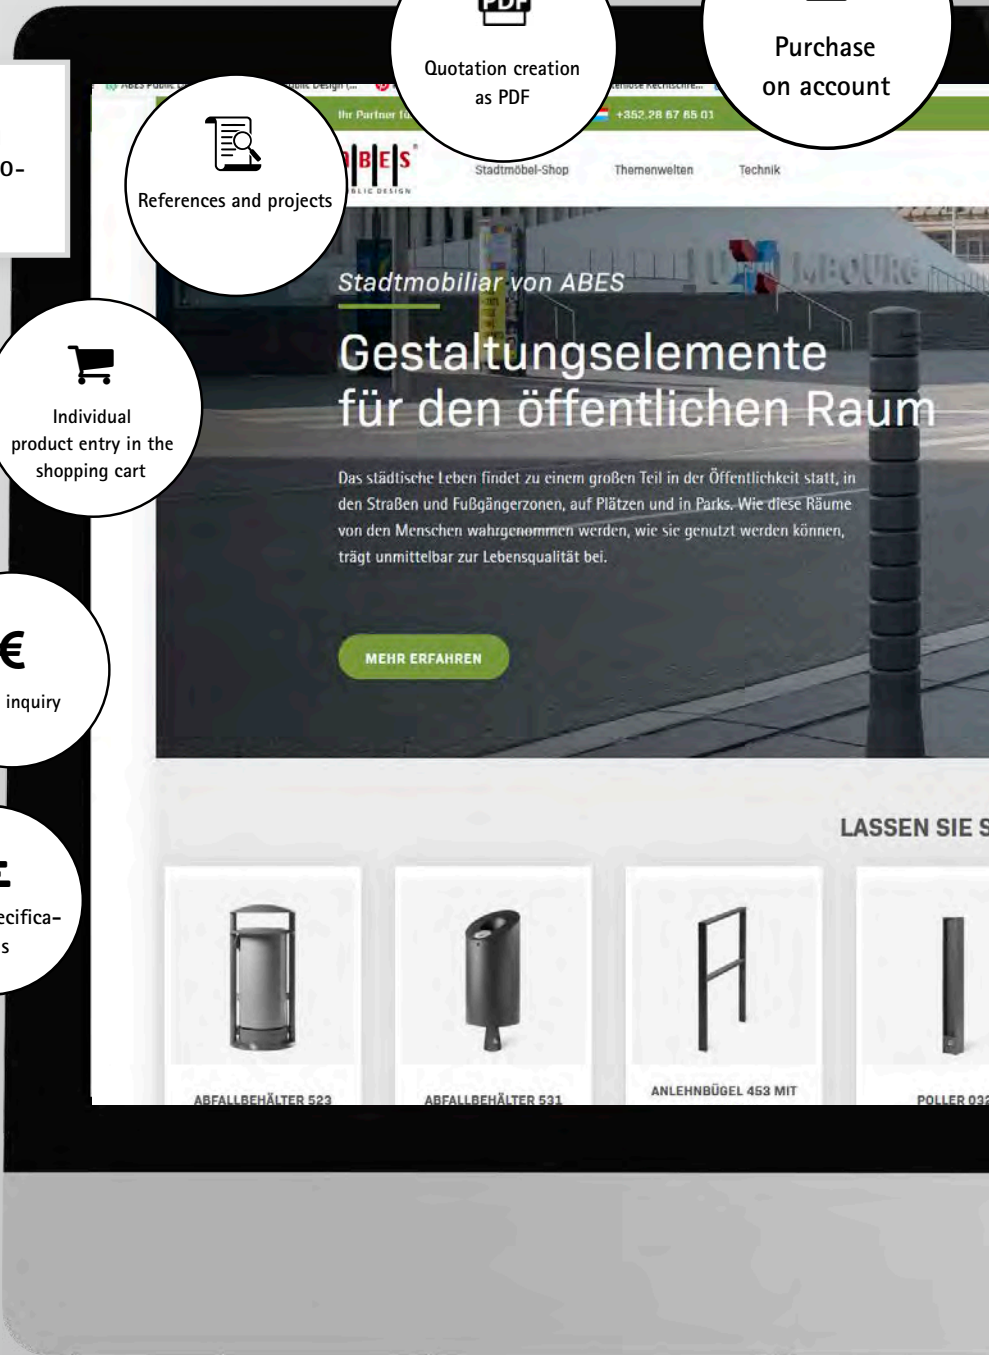 PDF
Quotation creation
as PDF
Purchase
on account
o-
References and projects
Individual
product entry in the
shopping cart
€
inquiry
ecifica-
s
Ihr Partner fü
+352 28 67 65 01
BES
BLIC DESIGN
Stadtmöbel-Shop
Themenwelten
Technik
Stadtmobiliar von ABES
Gestaltungselemente
für den öffentlichen Raum
Das städtische Leben findet zu einem großen Teil in der Öffentlichkeit statt, in
den Straßen und Fußgängerzonen, auf Plätzen und in Parks. Wie diese Räume
von den Menschen wahrgenommen werden, wie sie genutzt werden können,
trägt unmittelbar zur Lebensqualität bei.
MEHR ERFAHREN
LASSEN SIE S
ABFALLBEHÄLTER 523
ABFALLBEHÄLTER 531
ANLEHNBÜGEL 453 MIT
POLLER 032